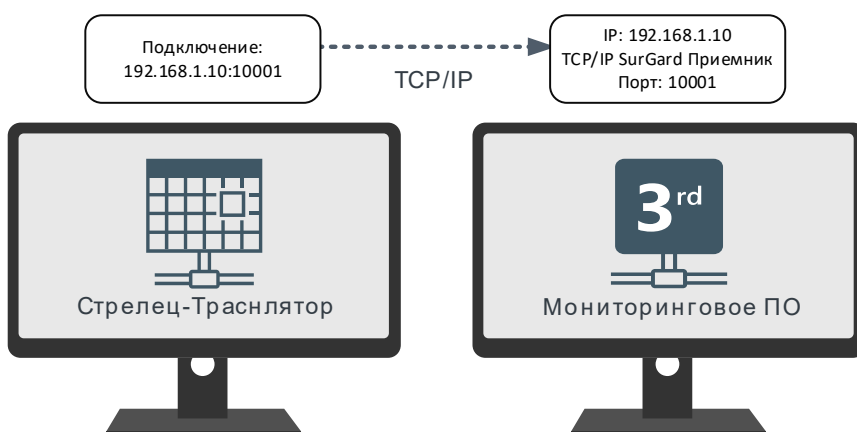 Подключение:
192.168.1.10:10001
TCP/IP
IP: 192.168.1.10
TCP/IP SurGard Приемник
Порт: 10001
Стрелец-Траснлятор
3rd
Мониторинговое ПО